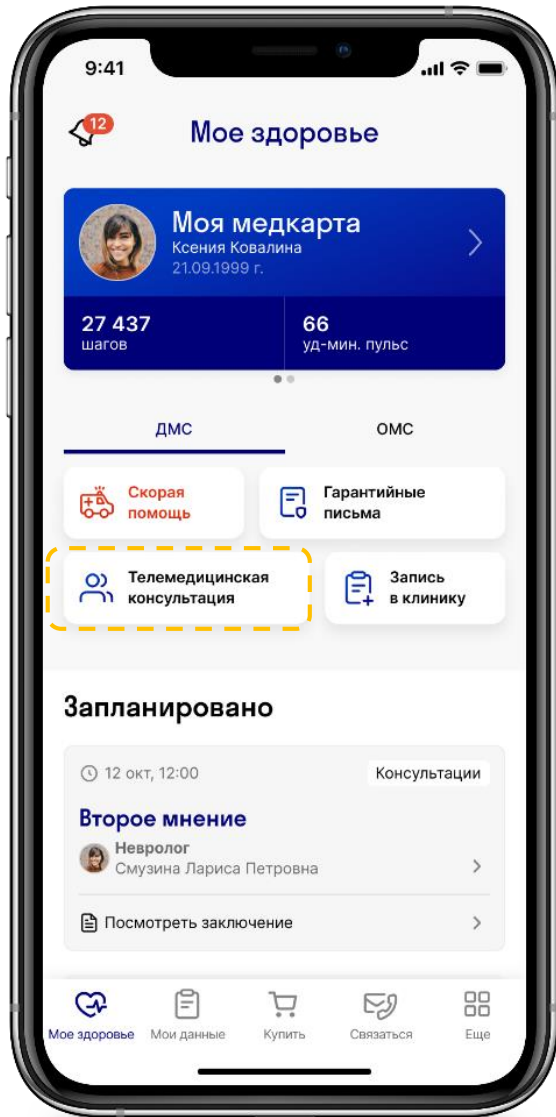 9:41
12
Мое здоровье
Моя медкарта
Ксения Ковалина
21.09.1999 г.
27 437
шагов
66
уд-мин. пульс
ДМС
ОМС
Скорая
помощь
Гарантийные
письма
Телемедицинская
консультация
Запись
в клинику
Запланировано
12 окт, 12:00
Консультации
Второе мнение
Невролог
Смузина Лариса Петровна
Посмотреть заключение
Мое здоровье
Мои данные
Купить
Связаться
Еще